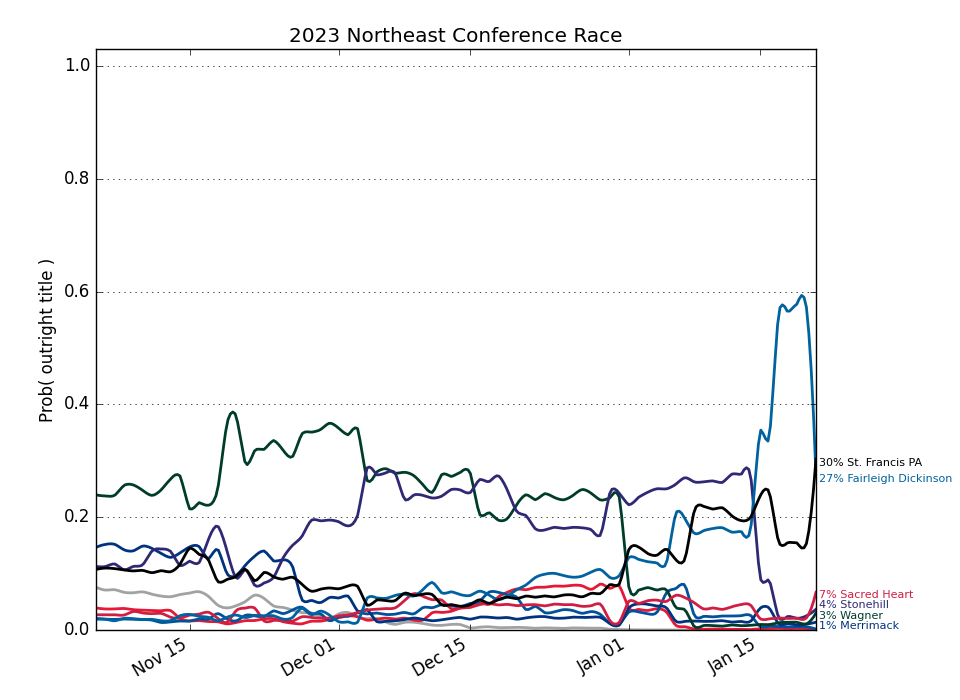 2023 Northeast Conference Race
1.0
0.8
0.6
0.4
0.2
0.0
Prob( outright title )
Nov 15
Dec 01
Dec 15
Jan 01
Jan 15
30% St. Francis PA
27% Fairleigh Dickinson
7% Sacred Heart
4% Stonehill
3% Wagner
1% Merrimack